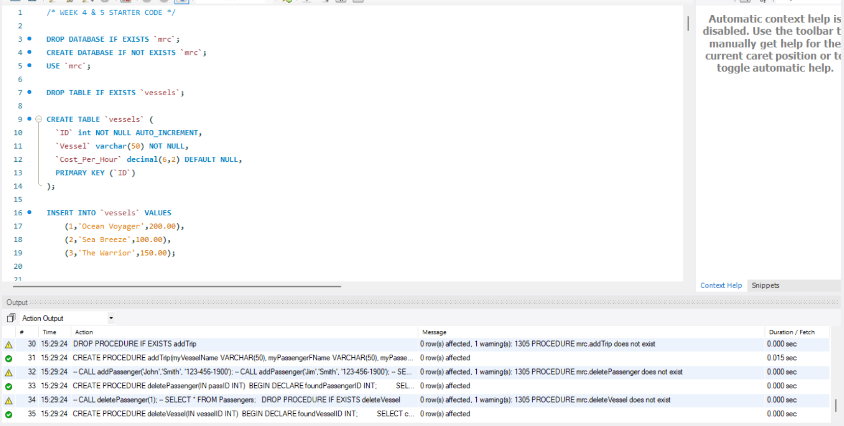 1 /* WEEK 4 & 5 STARTER CODE */
2
3 DROP DATABASE IF EXISTS `mrc`;
4 CREATE DATABASE IF NOT EXISTS `mrc`;
5 USE `mrc`;
6
7 DROP TABLE IF EXISTS `vessels`;
8
9 CREATE TABLE `vessels` (
10 `ID` int NOT NULL AUTO_INCREMENT,
11 `Vessel` varchar(50) NOT NULL,
12 `Cost_Per_Hour` decimal(6,2) DEFAULT NULL,
13 PRIMARY KEY (`ID`)
14 );
15
16 INSERT INTO `vessels` VALUES
17 (1,'Ocean Voyager',200.00),
18 (2,'Sea Breeze',100.00),
19 (3,'The Warrior',150.00);
20
21
Automatic context help is
disabled. Use the toolbar t
manually get help for the
current caret position or to
toggle automatic help.
Context Help Snippets
Output
Action Output
# Time Action Message Duration / Fetch
30 15:29:24 DROP PROCEDURE IF EXISTS addTrip 0 row(s) affected, 1 warning(s): 1305 PROCEDURE mrc.addTrip does not exist 0.000 sec
31 15:29:24 CREATE PROCEDURE addTrip(myVesselName VARCHAR(50), myPassengerFName VARCHAR(50), myPasse... 0 row(s) affected 0.015 sec
32 15:29:24 -- CALL addPassenger('John','Smith', '123-456-1900'); -- CALL addPassenger('Jim','Smith', '123-456-1900'); -- SE... 0 row(s) affected, 1 warning(s): 1305 PROCEDURE mrc.deletePassenger does not exist 0.000 sec
33 15:29:24 CREATE PROCEDURE deletePassenger(IN passID INT) BEGIN DECLARE foundPassengerID INT; SEL... 0 row(s) affected 0.000 sec
34 15:29:24 -- CALL deletePassenger(1); -- SELECT * FROM Passengers; DROP PROCEDURE IF EXISTS deleteVessel 0 row(s) affected, 1 warning(s): 1305 PROCEDURE mrc.deleteVessel does not exist 0.000 sec
35 15:29:24 CREATE PROCEDURE deleteVessel(IN vesselID INT) BEGIN DECLARE foundVesselID INT; SELECT c... 0 row(s) affected 0.000 sec